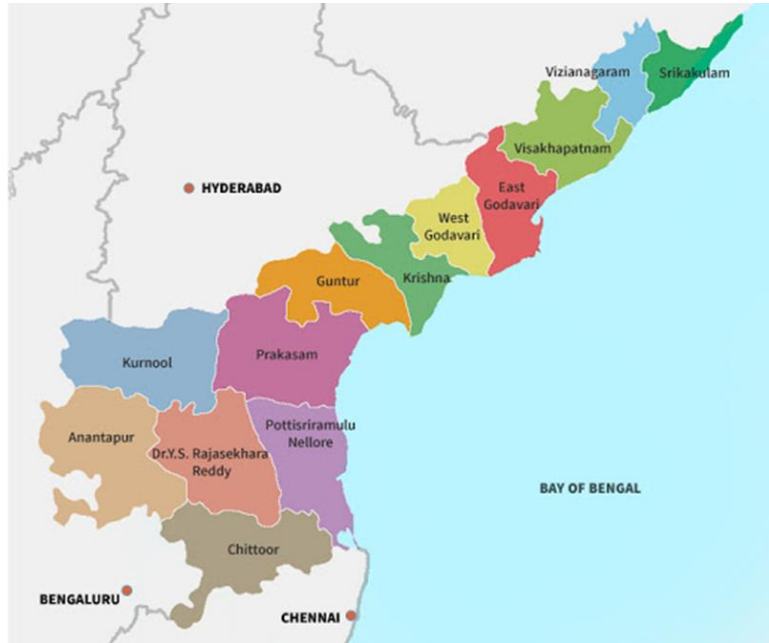 Vizianagaram
Srikakulam
Visakhapatnam
HYDERABAD
East
Godavari
West
Godavari
Guntur
Krishna
Kurnool
Prakasam
Anantapur
Dr.Y.S. Rajasekhara
Reddy
Pottisriramulu
Nellore
BAY OF BENGAL
Chittoor
BENGALURU
CHENNAI